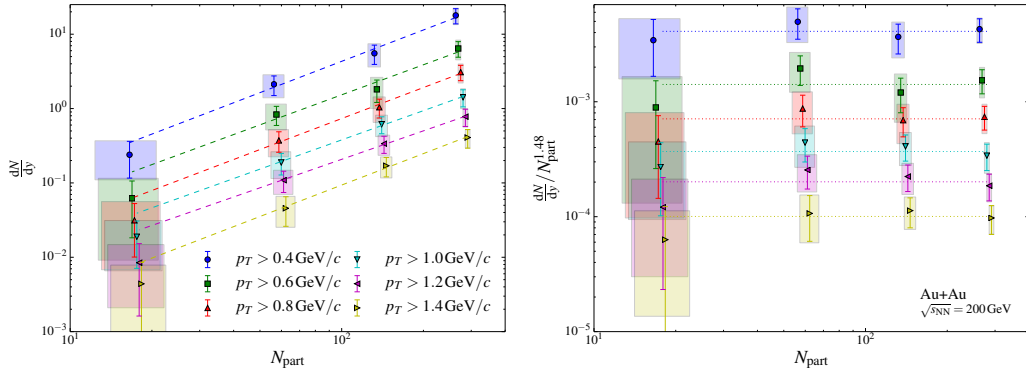 10^1
10^0
10^{-1}
10^{-2}
10^{-3}
dN/dy
p_T > 0.4 GeV/c
p_T > 0.6 GeV/c
p_T > 0.8 GeV/c
p_T > 1.0 GeV/c
p_T > 1.2 GeV/c
p_T > 1.4 GeV/c
10^1
10^2
N_part
10^{-3}
10^{-4}
10^{-5}
dN/dy / N_part^{1.48}
Au+Au
√s_NN = 200 GeV
10^1
10^2
N_part